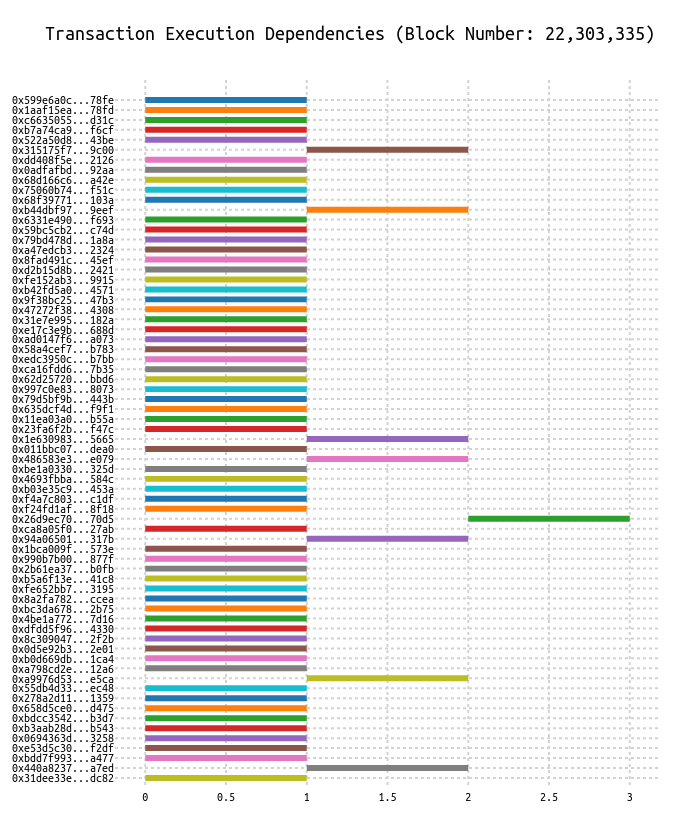 Transaction Execution Dependencies (Block Number: 22,303,335)
0x599e6a0c...78fe
0x1aaf15ea...78fd
0xc6635055...d31c
0xb7a74ca9...f6cf
0x522a50d8...43be
0x315175f7...9c00
0xdd408f5e...2126
0x0adfafbd...92aa
0x68d166c6...a42e
0x75060b74...f51c
0x68f39771...103a
0xb44dbf97...9eef
0x6331e490...f693
0x59bc5cb2...c74d
0x79bd478d...1a8a
0xa47edcb3...2324
0x8fad491c...45ef
0xd2b15d8b...2421
0xfe152ab3...9915
0xb42fd5a0...4571
0x9f38bc25...47b3
0x47272f38...4308
0x31e7e995...182a
0xe17c3e9b...688d
0xad0147f6...a073
0x58a4cef7...b783
0xedc3950c...b7bb
0xca16fdd6...7b35
0x62d25720...bbd6
0x997c0e83...8073
0x79d5bf9b...443b
0x635dcf4d...f9f1
0x11ea03a0...b55a
0x23fa6f2b...f47c
0x1e630983...5665
0x011bbc07...dea0
0x486583e3...e079
0xbe1a0330...325d
0x4693fbba...584c
0xb03e35c9...453a
0xf4a7c803...c1df
0xf24fd1af...8f18
0x26d9ec70...70d5
0xca8a05f0...27ab
0x94a06501...317b
0x1bca009f...573e
0x990b7b00...877f
0x2b61ea37...b0fb
0xb5a6f13e...41c8
0xfe652bb7...3195
0x8a2fa782...ccea
0xbc3da678...2b75
0x4be1a772...7d16
0xdfdd5f96...4330
0x8c309047...2f2b
0x0d5e92b3...2e01
0xb0d669db...1ca4
0xa798cd2e...12a6
0xa9976d53...e5ca
0x55db4d33...ec48
0x278a2d11...1359
0x658d5ce0...d475
0xbdcc3542...b3d7
0xb3aab28d...b543
0x0694363d...3258
0xe53d5c30...f2df
0xbdd7f993...a477
0x440a8237...a7ed
0x31dee33e...dc82
0 0.5 1 1.5 2 2.5 3